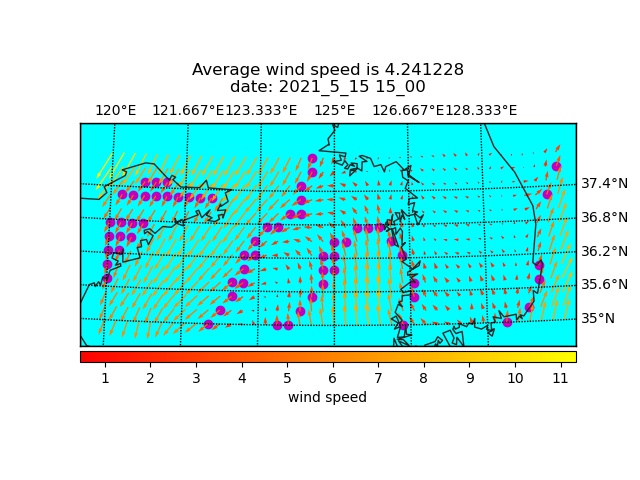 Average wind speed is 4.241228
date: 2021_5_15 15_00
120°E 121.667°E 123.333°E 125°E 126.667°E 128.333°E
37.4°N
36.8°N
36.2°N
35.6°N
35°N
1 2 3 4 5 6 7 8 9 10 11
wind speed